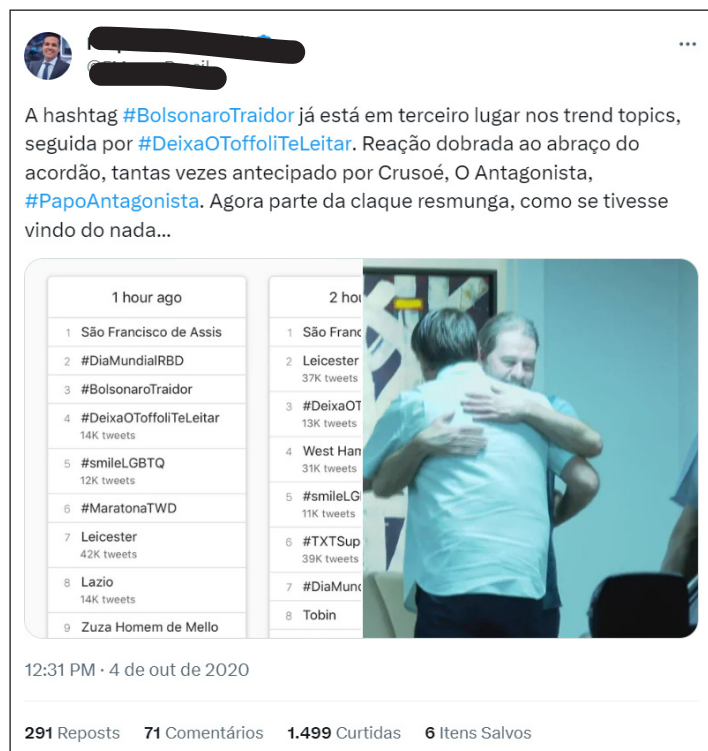 A hashtag #BolsonaroTraidor já está em terceiro lugar nos trend topics,
seguida por #DeixaOToffoliTeLeitar. Reação dobrada ao abraço do
acordão, tantas vezes antecipado por Crusoé, O Antagonista,
#PapoAntagonista. Agora parte da claque resmunga, como se tivesse
vindo do nada...
1 hour ago
1 São Francisco de Assis
2 #DiaMundialRBD
3 #BolsonaroTraidor
4 #DeixaOToffoliTeLeitar
14K tweets
5 #smileLGBTQ
12K tweets
6 #MaratonaTWD
7 Leicester
42K tweets
8 Lazio
14K tweets
9 Zuza Homem de Mello
2 hou
1 São Franc
2 Leicester
37K tweets
3 #DeixaOT
13K tweets
4 West Ham
31K tweets
5 #smileLG
11K tweets
6 #TXTSup
39K tweets
7 #DiaMund
8 Tobin
12:31 PM · 4 de out de 2020
291 Reposts 71 Comentários 1.499 Curtidas 6 Itens Salvos